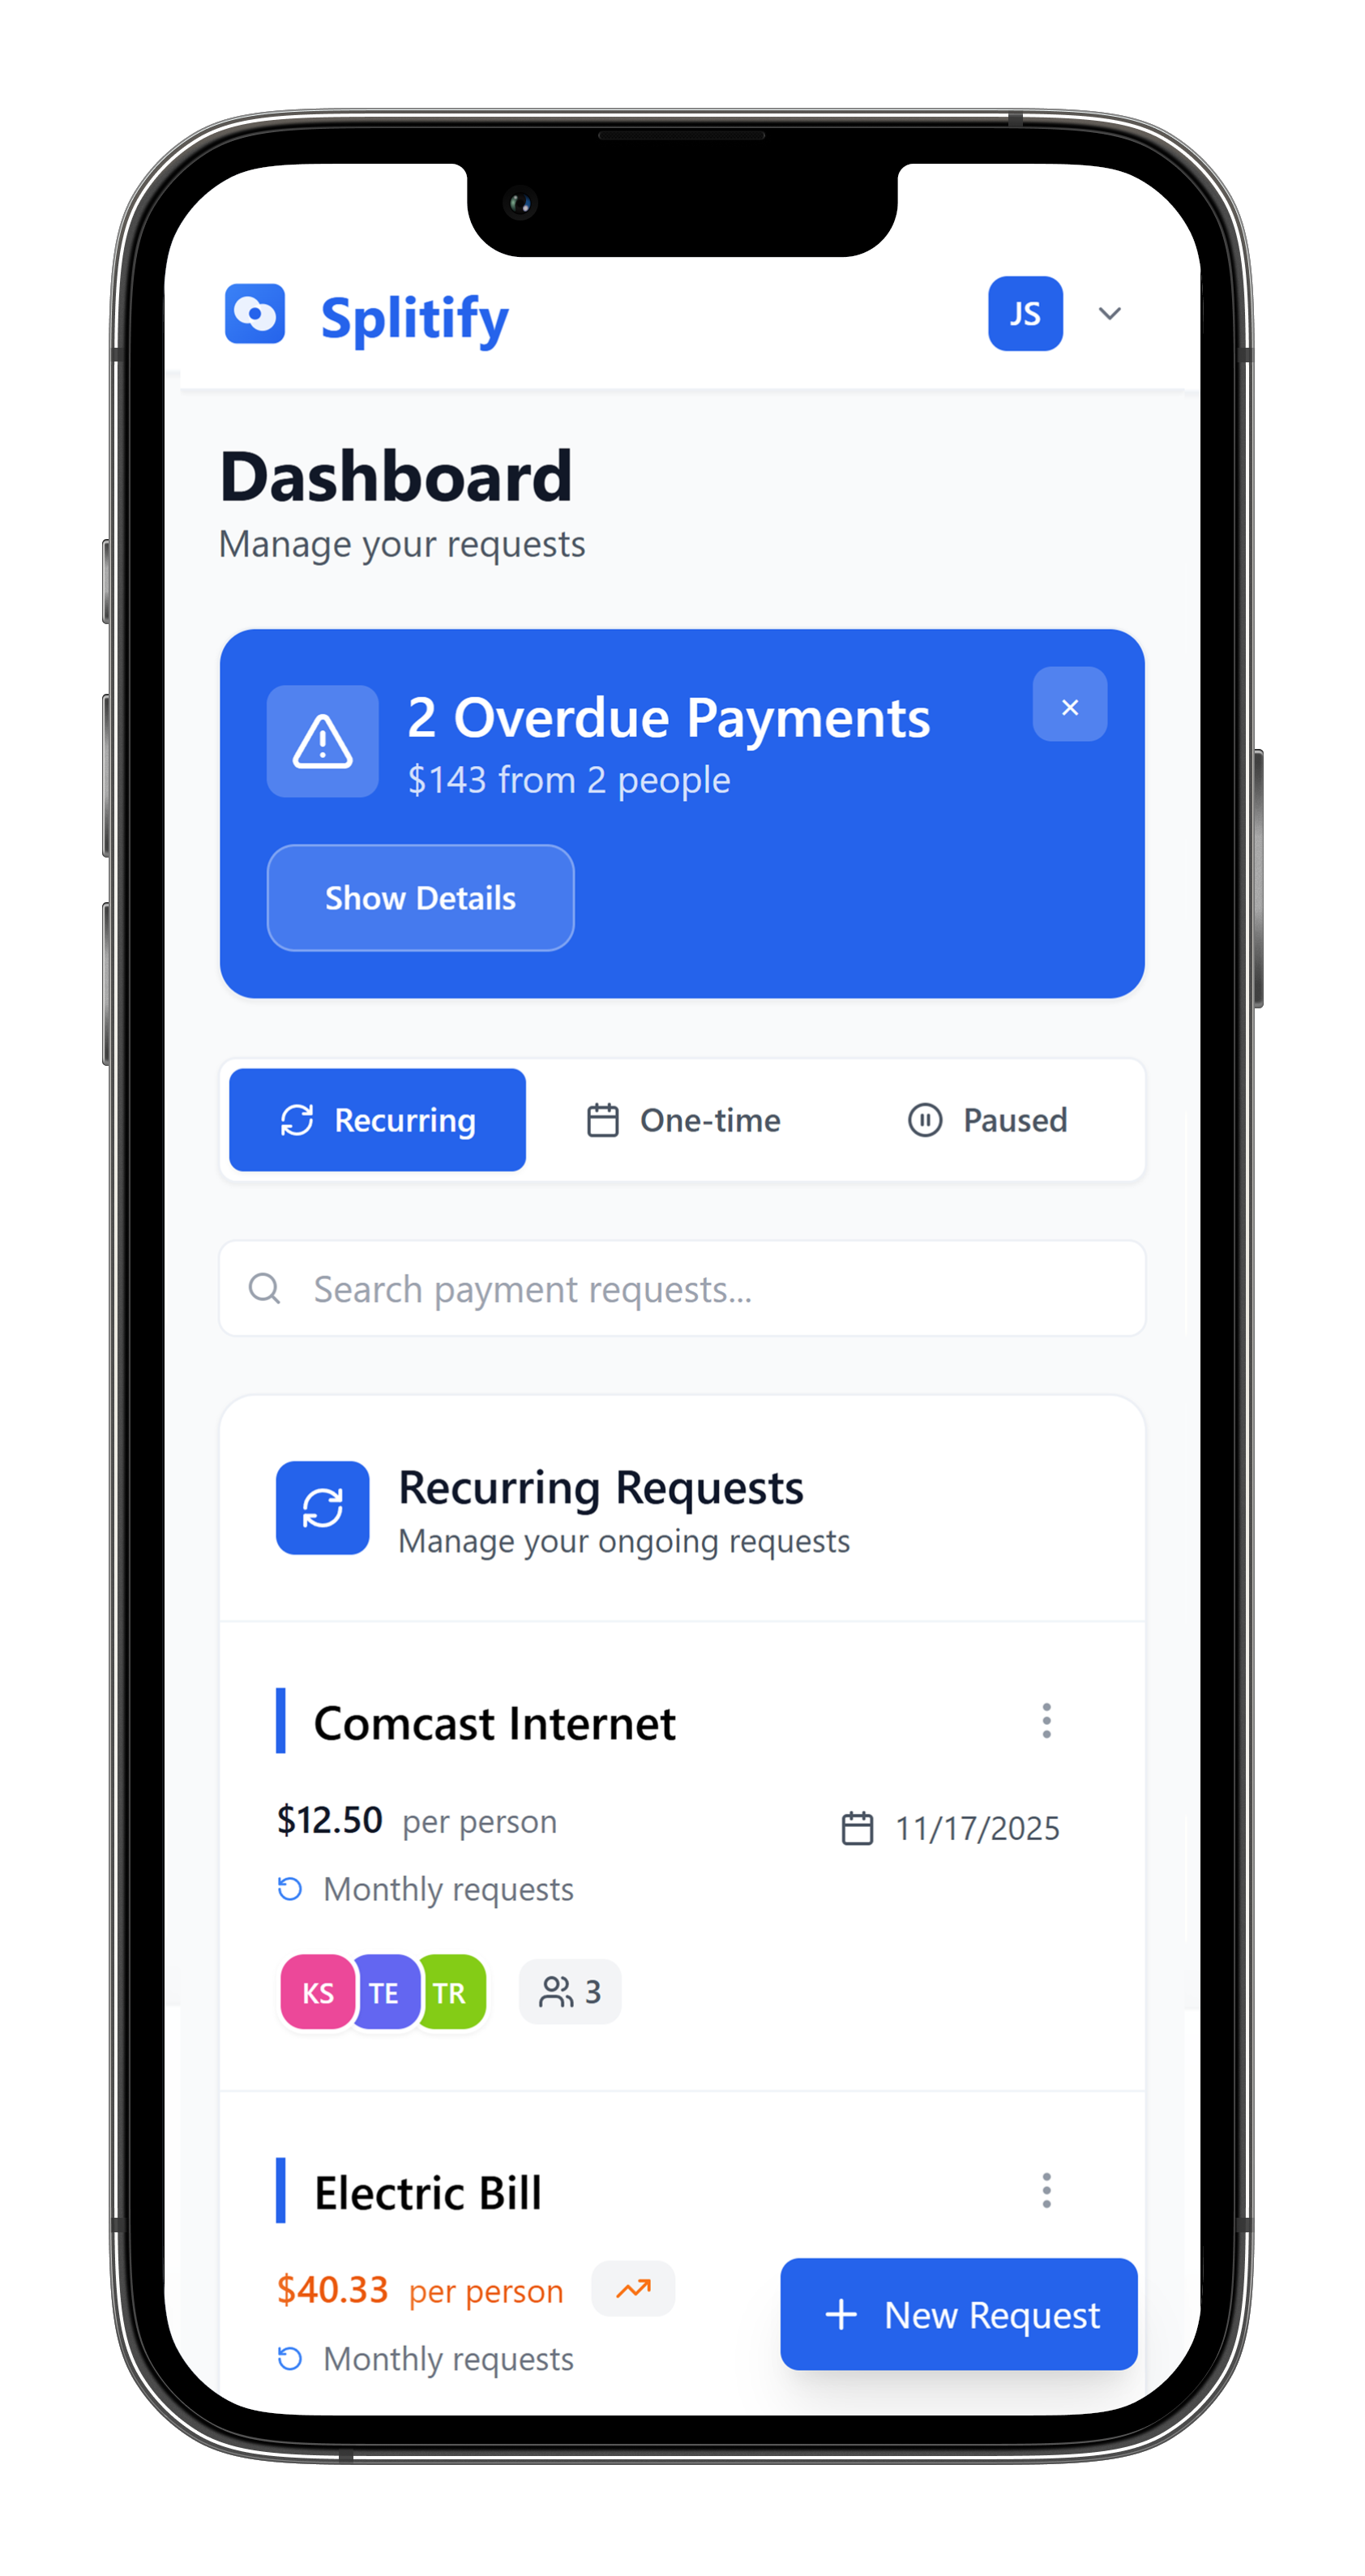 Splitify
JS
Dashboard
Manage your requests
2 Overdue Payments
$143 from 2 people
Show Details
Recurring One-time Paused
Search payment requests...
Recurring Requests
Manage your ongoing requests
Comcast Internet
$12.50 per person
11/17/2025
Monthly requests
KS TE TR 3
Electric Bill
$40.33 per person
Monthly requests
+ New Request